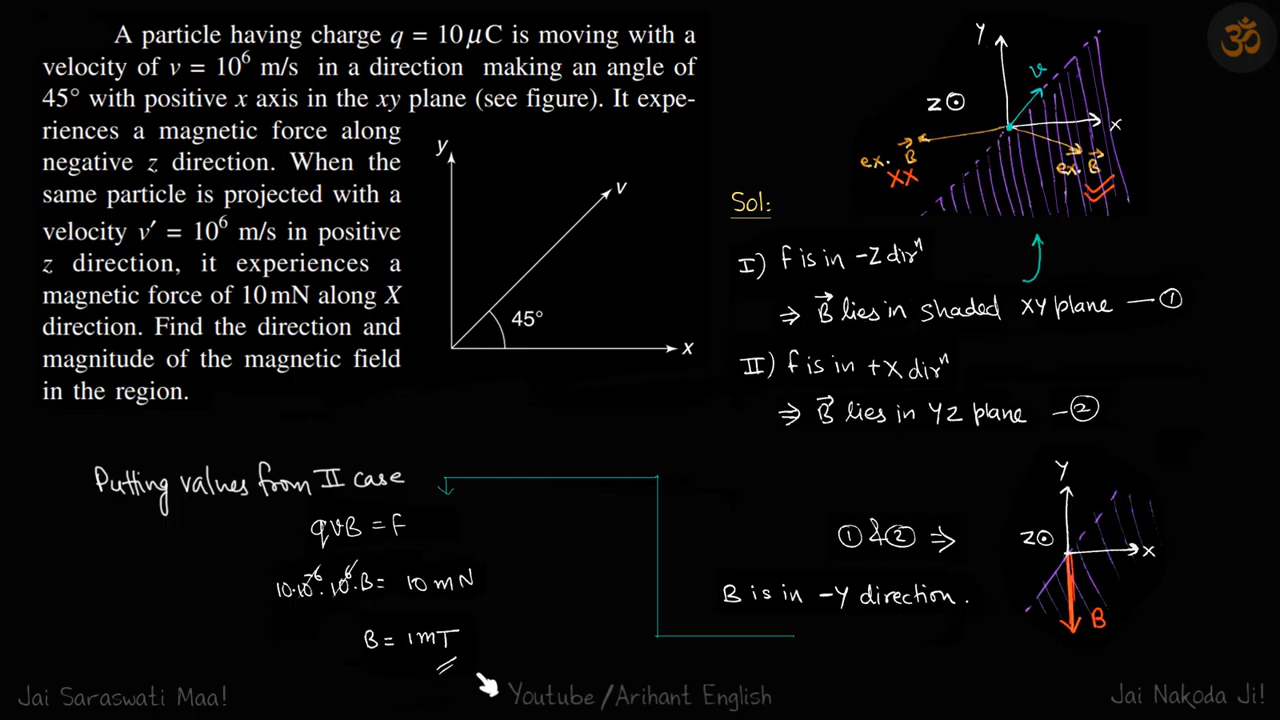 A particle having charge q = 10 μC is moving with a
velocity of v = 10⁶ m/s in a direction making an angle of
45° with positive x axis in the xy plane (see figure). It expe-
riences a magnetic force along
negative z direction. When the
same particle is projected with a
velocity v′ = 10⁶ m/s in positive
z direction, it experiences a
magnetic force of 10 mN along X
direction. Find the direction and
magnitude of the magnetic field
in the region.
y
v
45°
x
ॐ
Y
v
Z⊙
X
ex. B⃗
XX
ex. B⃗
Sol:
I) f is in -Z dirⁿ
⇒ B⃗ lies in shaded XY plane — ①
II) f is in +X dirⁿ
⇒ B⃗ lies in YZ plane - ②
Y
Z⊙
X
B
① & ② ⇒
B is in -Y direction.
Putting values from II case
qvB = f
10·10⁻⁶·10⁶·B = 10 mN
B = 1mT
Jai Saraswati Maa!
Youtube/Arihant English
Jai Nakoda Ji!